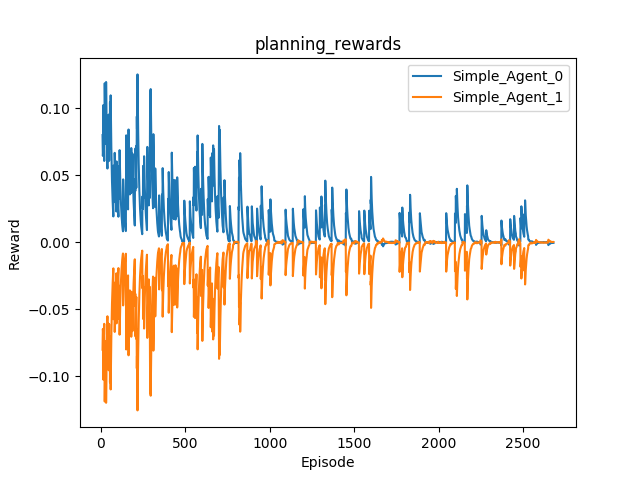 planning_rewards
Simple_Agent_0
Simple_Agent_1
Reward
0.10
0.05
0.00
−0.05
−0.10
0
500
1000
1500
2000
2500
Episode